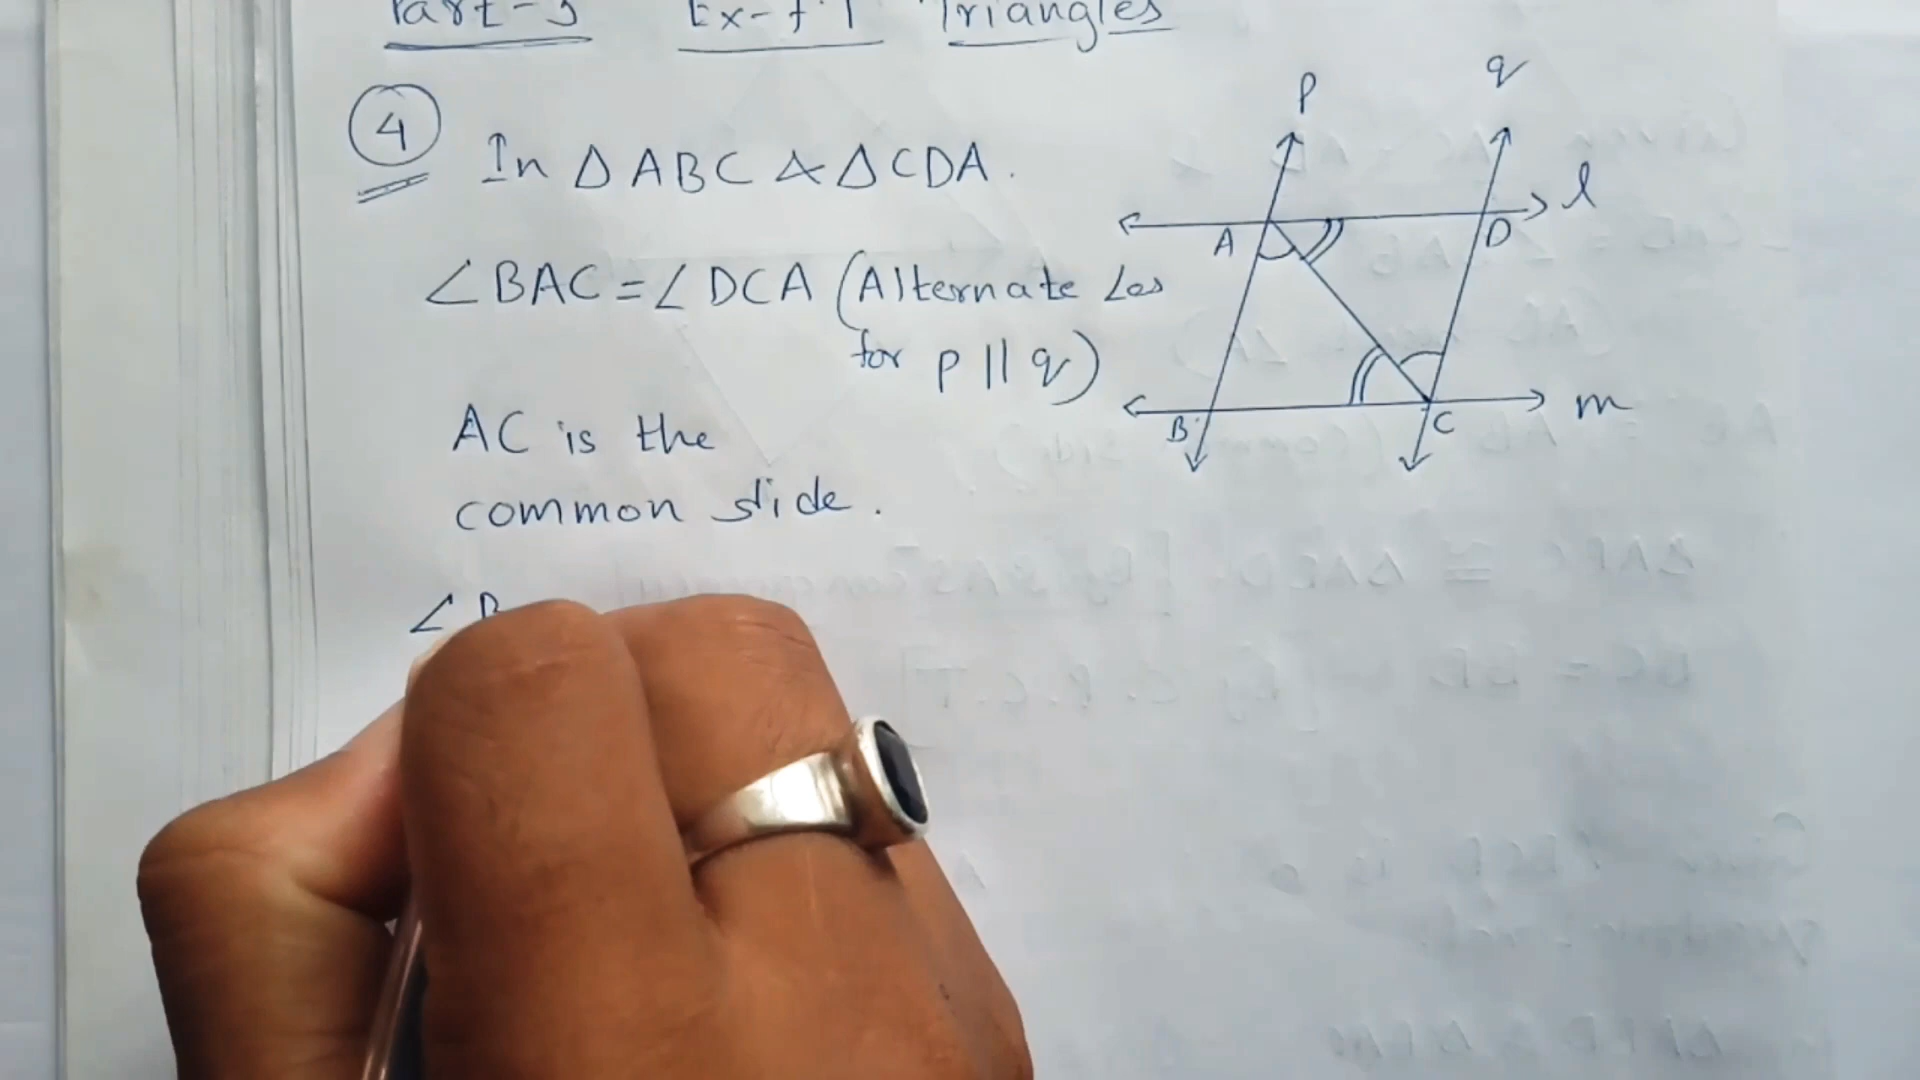 Part-3 Ex-7.1 Triangles
4
In Δ ABC & Δ CDA.
∠BAC = ∠DCA (Alternate ∠es
for p || q)
AC is the
common side.
∠B
p
q
l
A
D
B
C
m